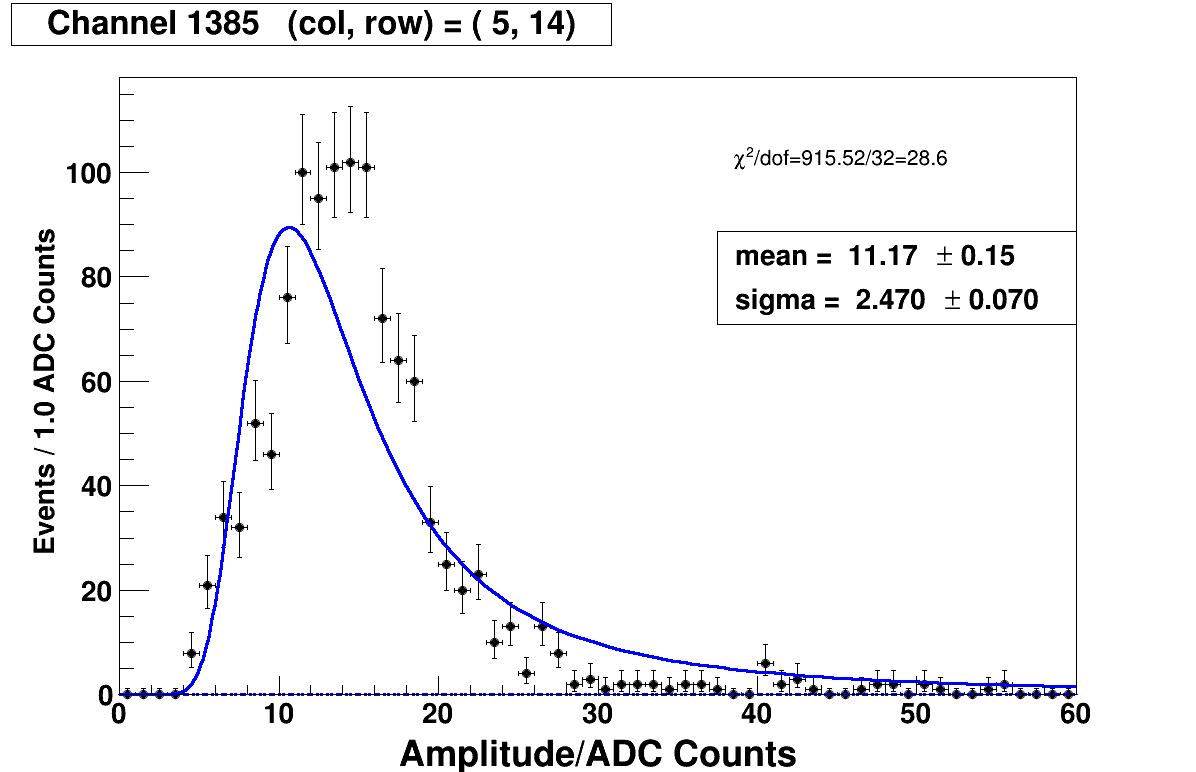 Channel 1385 (col, row) = ( 5, 14)
χ²/dof=915.52/32=28.6
mean = 11.17 ± 0.15
sigma = 2.470 ± 0.070
Events / 1.0 ADC Counts
100
80
60
40
20
0
0 10 20 30 40 50 60
Amplitude/ADC Counts